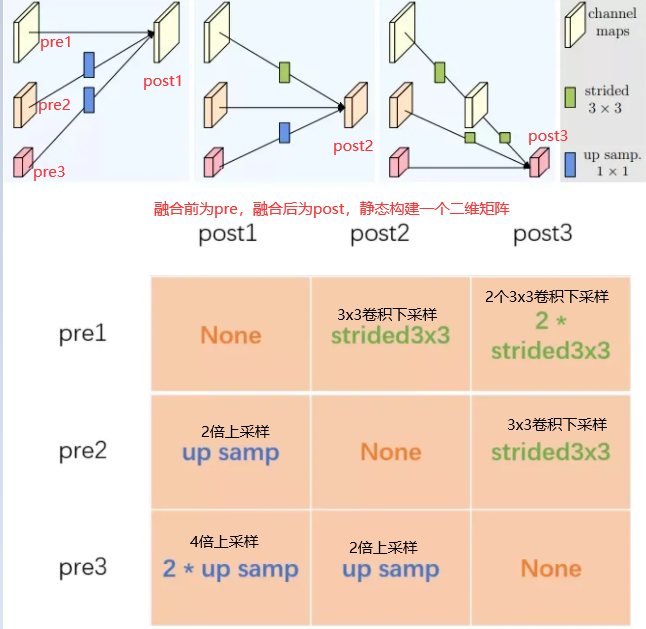 pre1
pre2
pre3
post1
post2
post3
channel
maps
strided
3 × 3
up samp.
1 × 1
融合前为pre，融合后为post，静态构建一个二维矩阵
post1 post2 post3
pre1
None
3x3卷积下采样
strided3x3
2个3x3卷积下采样
2 *
strided3x3
pre2
2倍上采样
up samp
None
3x3卷积下采样
strided3x3
pre3
4倍上采样
2 * up samp
2倍上采样
up samp
None